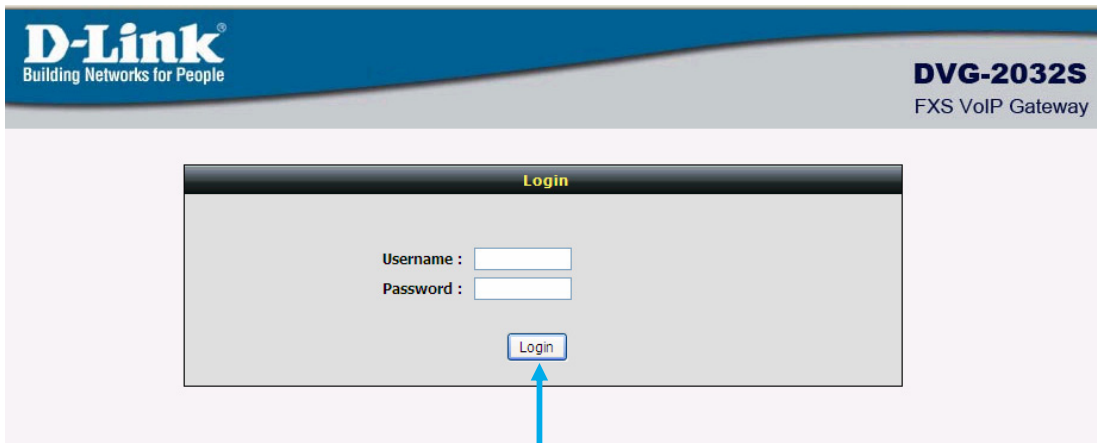 D-Link®
Building Networks for People
DVG-2032S
FXS VoIP Gateway
Login
Username :
Password :
Login